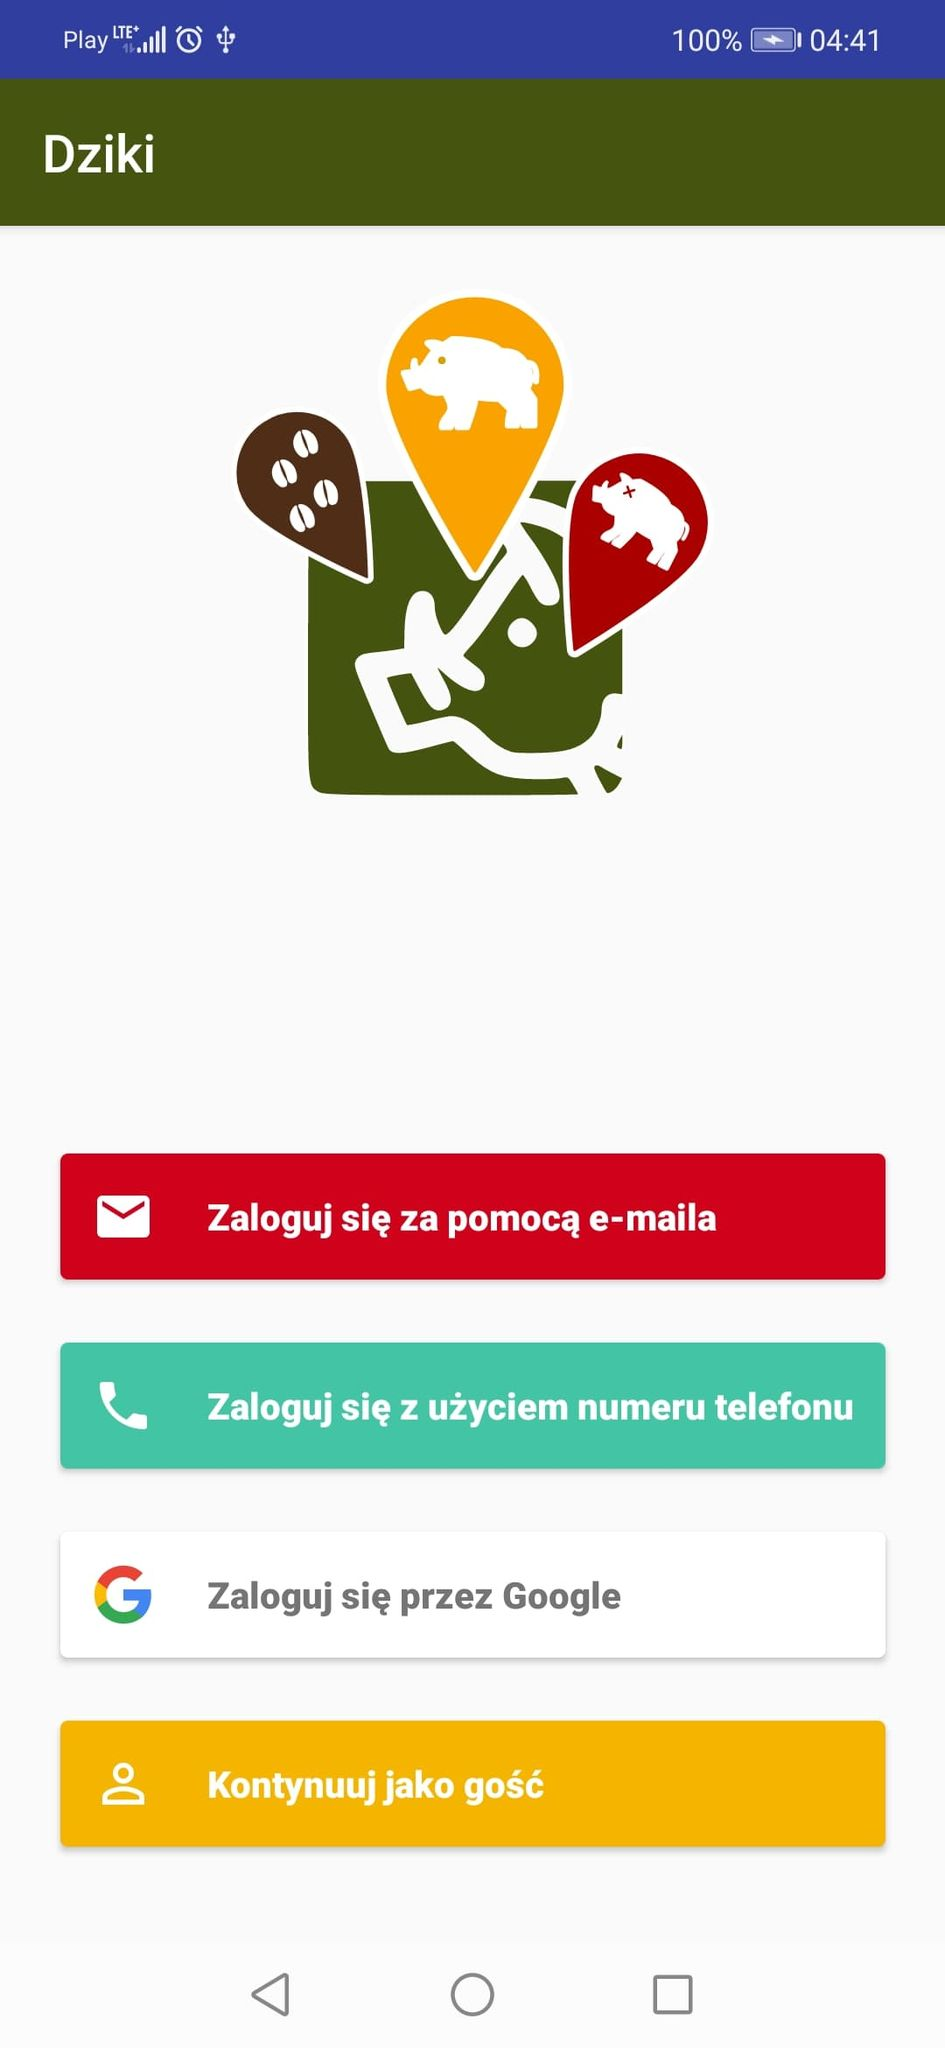 Play LTE+ 100% 04:41
Dziki
Zaloguj się za pomocą e-maila
Zaloguj się z użyciem numeru telefonu
Zaloguj się przez Google
Kontynuuj jako gość